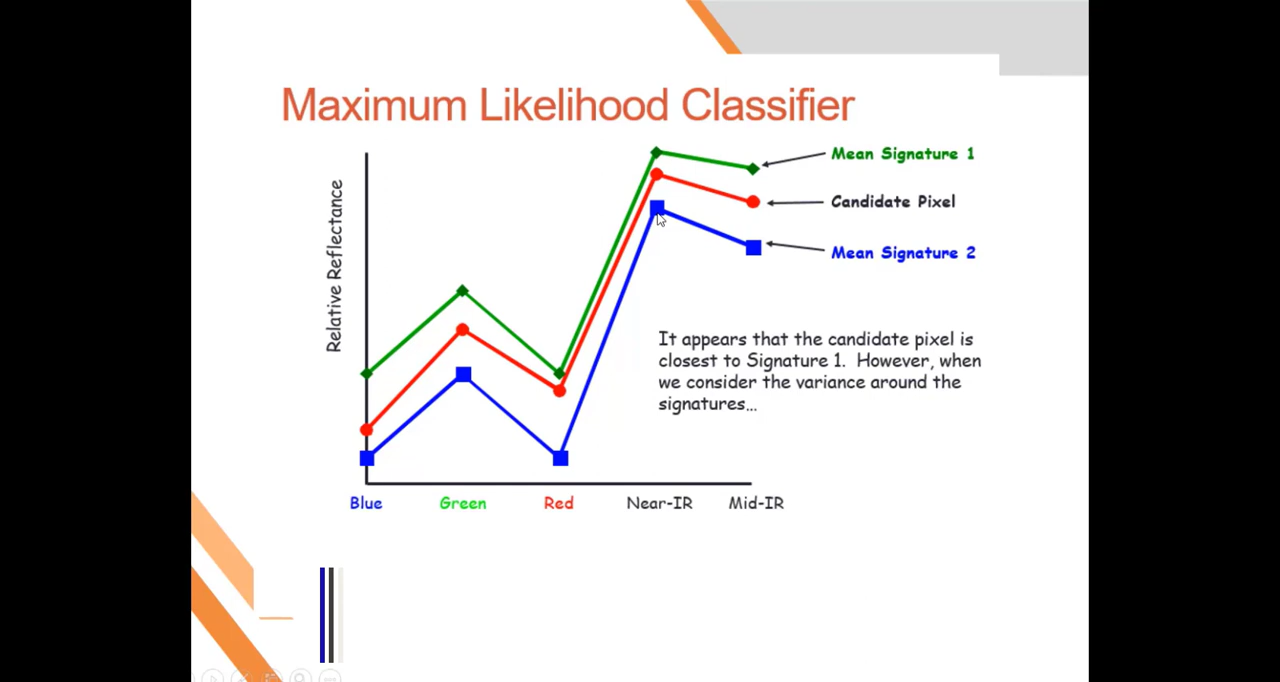 Maximum Likelihood Classifier
Relative Reflectance
Mean Signature 1
Candidate Pixel
Mean Signature 2
It appears that the candidate pixel is
closest to Signature 1.  However, when
we consider the variance around the
signatures…
Blue Green Red Near-IR Mid-IR